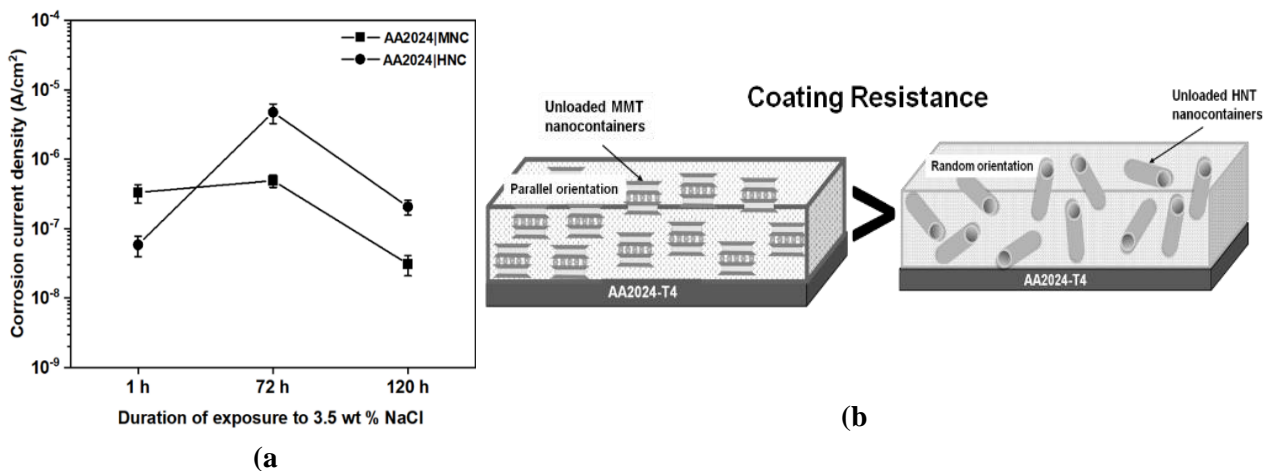 Corrosion current density (A/cm²)
10⁻⁴
10⁻⁵
10⁻⁶
10⁻⁷
10⁻⁸
10⁻⁹
AA2024|MNC
AA2024|HNC
1 h
72 h
120 h
Duration of exposure to 3.5 wt % NaCl
(a
Coating Resistance
Unloaded MMT
nanocontainers
Parallel orientation
AA2024-T4
>
Unloaded HNT
nanocontainers
Random orientation
AA2024-T4
(b)